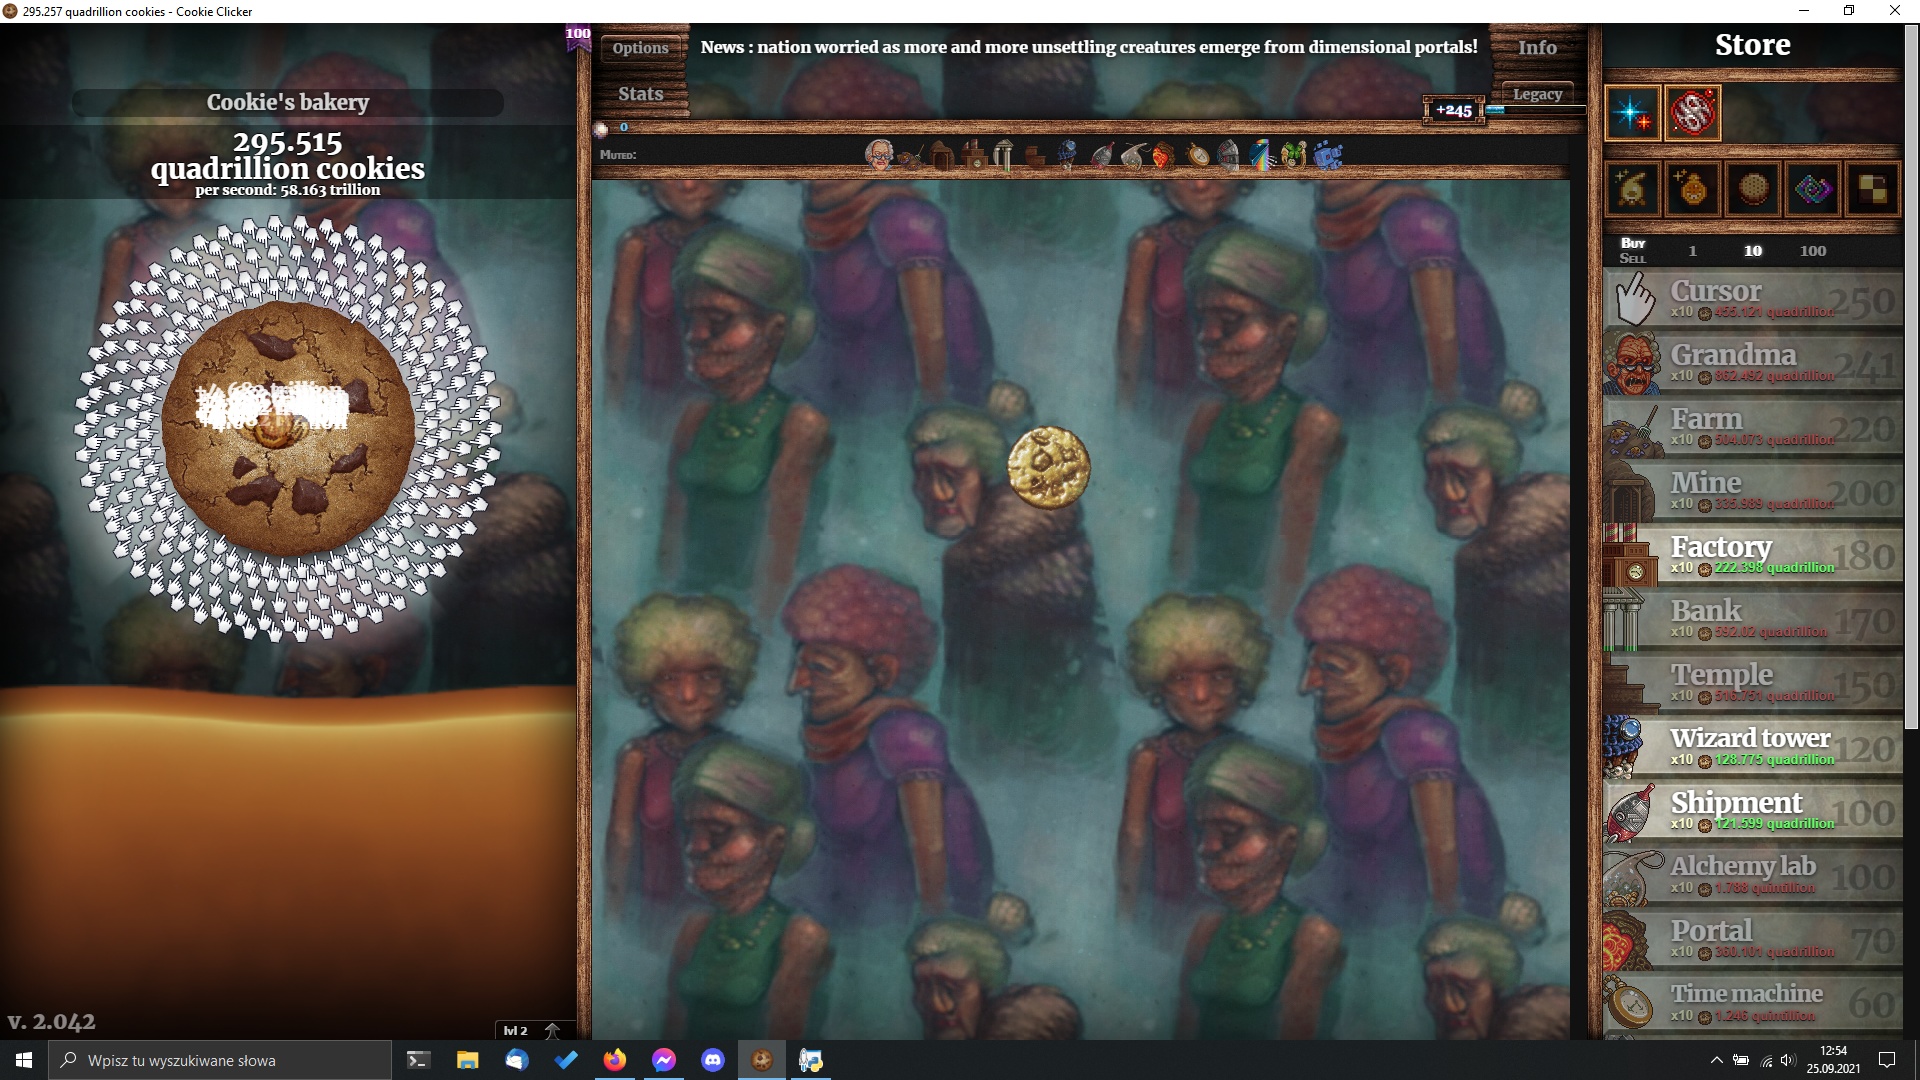 295.257 quadrillion cookies - Cookie Clicker
100
Options
News : nation worried as more and more unsettling creatures emerge from dimensional portals!
Info
Stats
+245
Legacy
0
Muted:
Cookie's bakery
295.515
quadrillion cookies
per second: 58.163 trillion
v. 2.042
lvl 2
Store
Buy
Sell
1
10
100
Cursor
x10 455.121 quadrillion
250
Grandma
x10 862.492 quadrillion
241
Farm
x10 504.073 quadrillion
220
Mine
x10 335.989 quadrillion
200
Factory
x10 222.398 quadrillion
180
Bank
x10 592.02 quadrillion
170
Temple
x10 516.751 quadrillion
150
Wizard tower
x10 128.775 quadrillion
120
Shipment
x10 121.599 quadrillion
100
Alchemy lab
x10 1.788 quintillion
100
Portal
x10 360.101 quadrillion
70
Time machine
x10 1.246 quintillion
60
Wpisz tu wyszukiwane słowa
12:54
25.09.2021